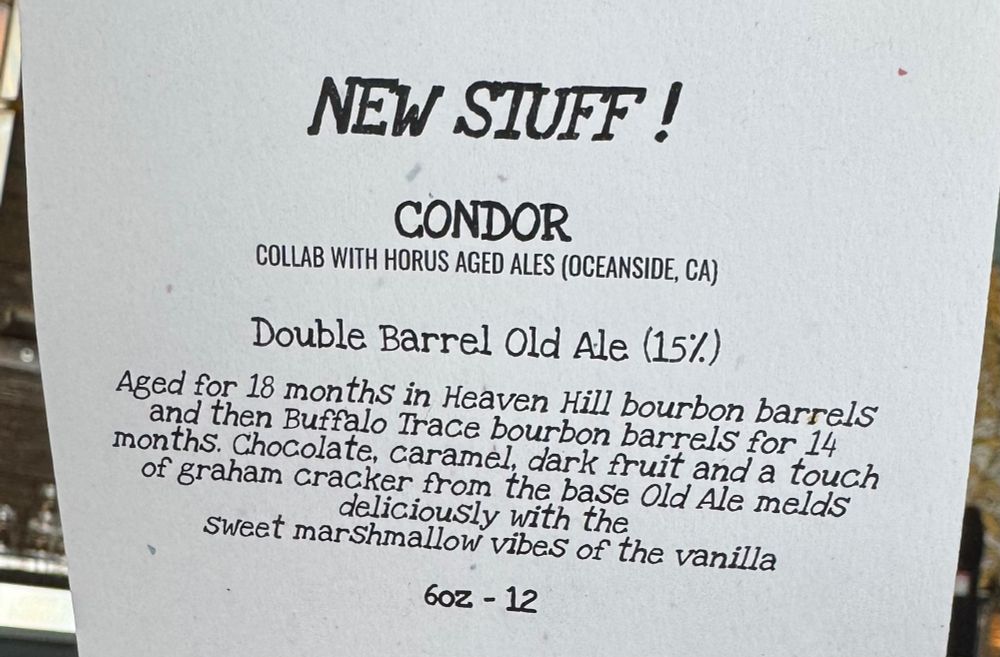 NEW STUFF !
CONDOR
COLLAB WITH HORUS AGED ALES (OCEANSIDE, CA)
Double Barrel Old Ale (15%)
Aged for 18 months in Heaven Hill bourbon barrels
and then Buffalo Trace bourbon barrels for 14
months. Chocolate, caramel, dark fruit and a touch
of graham cracker from the base Old Ale melds
deliciously with the
sweet marshmallow vibes of the vanilla
6oz - 12